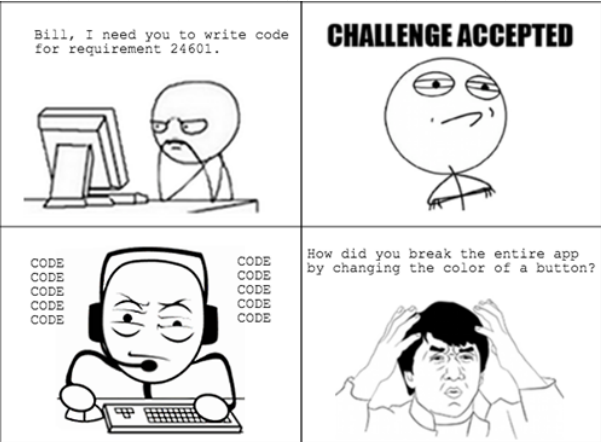 Bill, I need you to write code
for requirement 24601.
CHALLENGE ACCEPTED
CODE
CODE
CODE
CODE
CODE
CODE
CODE
CODE
CODE
CODE
How did you break the entire app
by changing the color of a button?